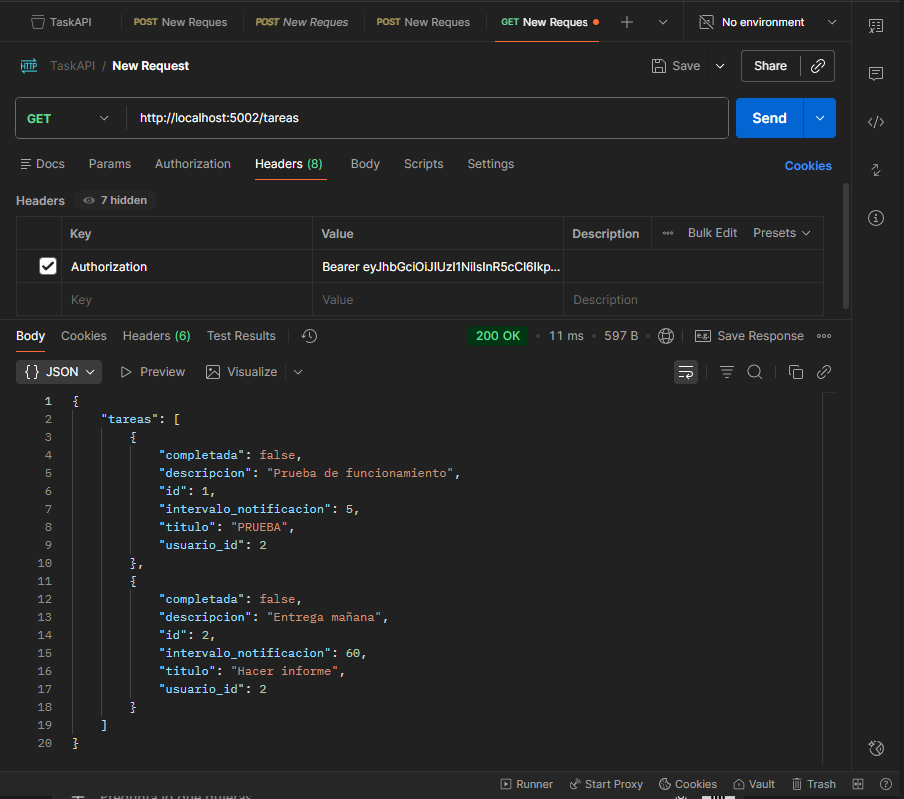 TaskAPI POST New Reques POST New Reques POST New Reques GET New Reques No environment
HTTP TaskAPI / New Request Save Share
GET http://localhost:5002/tareas Send
Docs Params Authorization Headers (8) Body Scripts Settings Cookies
Headers 7 hidden
Key Value Description Bulk Edit Presets
Authorization Bearer eyJhbGciOiJIUzI1NiIsInR5cCI6Ikp...
Key Value Description
Body Cookies Headers (6) Test Results 200 OK 11 ms 597 B e.g. Save Response
{} JSON Preview Visualize
1 {
2 "tareas": [
3 {
4 "completada": false,
5 "descripcion": "Prueba de funcionamiento",
6 "id": 1,
7 "intervalo_notificacion": 5,
8 "titulo": "PRUEBA",
9 "usuario_id": 2
10 },
11 {
12 "completada": false,
13 "descripcion": "Entrega mañana",
14 "id": 2,
15 "intervalo_notificacion": 60,
16 "titulo": "Hacer informe",
17 "usuario_id": 2
18 }
19 ]
20 }
Runner Start Proxy Cookies Vault Trash